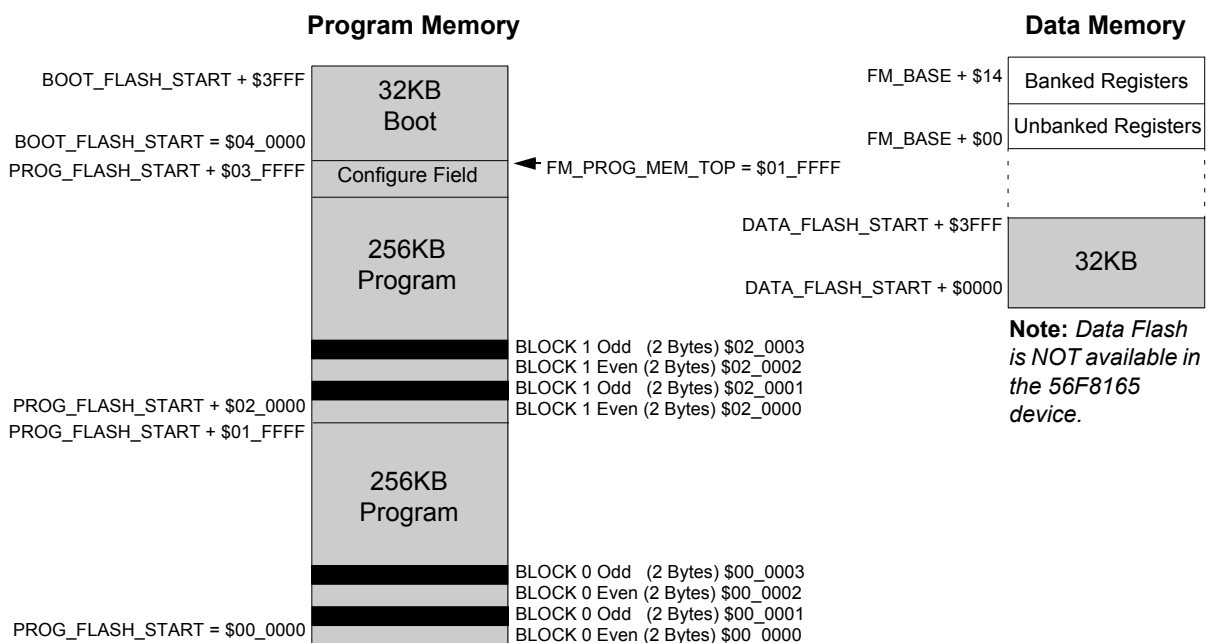 Program Memory
BOOT_FLASH_START + $3FFF
32KB
Boot
BOOT_FLASH_START = $04_0000
PROG_FLASH_START + $03_FFFF
Configure Field
FM_PROG_MEM_TOP = $01_FFFF
256KB
Program
BLOCK 1 Odd (2 Bytes) $02_0003
BLOCK 1 Even (2 Bytes) $02_0002
BLOCK 1 Odd (2 Bytes) $02_0001
BLOCK 1 Even (2 Bytes) $02_0000
PROG_FLASH_START + $02_0000
PROG_FLASH_START + $01_FFFF
256KB
Program
BLOCK 0 Odd (2 Bytes) $00_0003
BLOCK 0 Even (2 Bytes) $00_0002
BLOCK 0 Odd (2 Bytes) $00_0001
BLOCK 0 Even (2 Bytes) $00_0000
PROG_FLASH_START = $00_0000
Data Memory
FM_BASE + $14
Banked Registers
Unbanked Registers
FM_BASE + $00
DATA_FLASH_START + $3FFF
32KB
DATA_FLASH_START + $0000
Note: Data Flash
is NOT available in
the 56F8165
device.